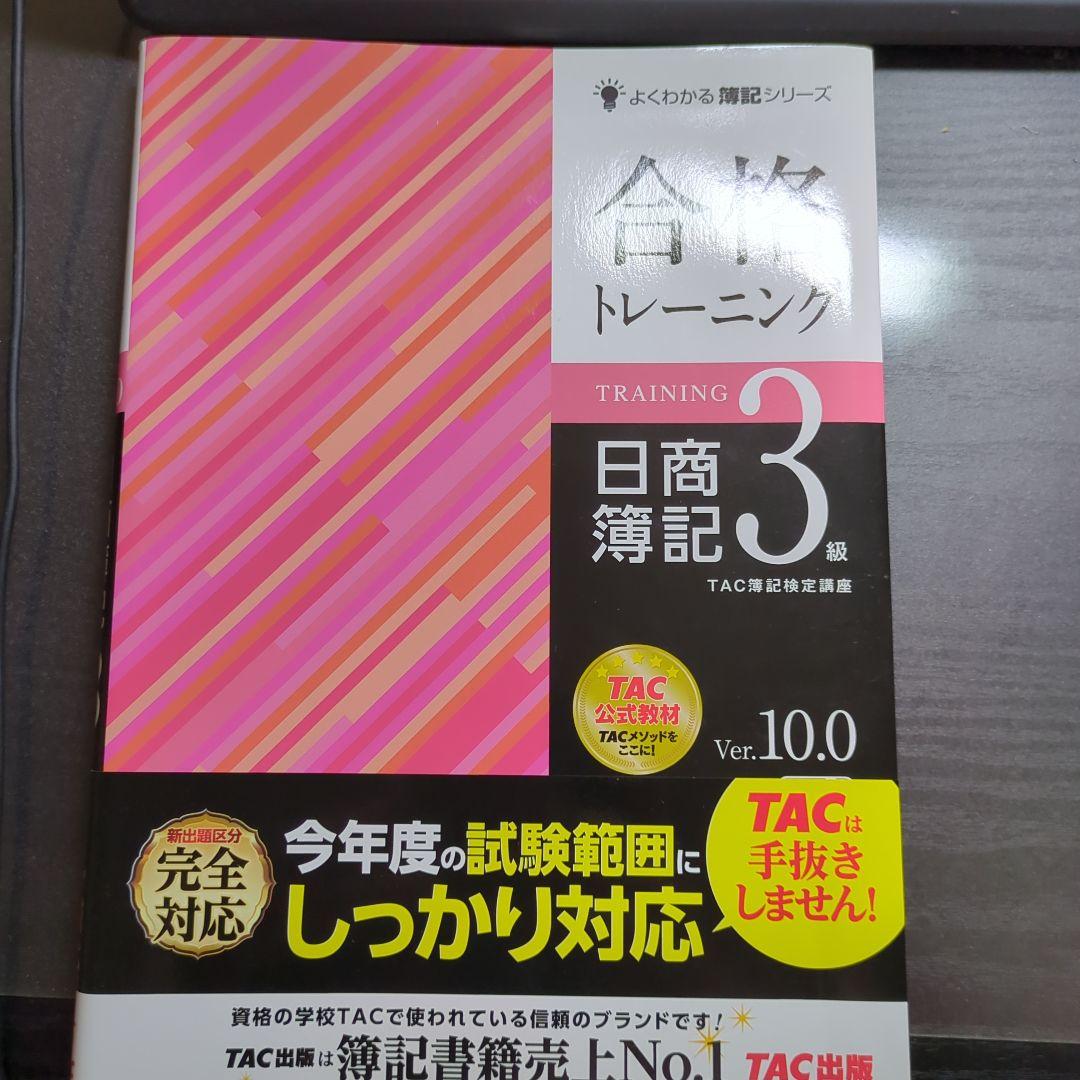 よくわかる簿記シリーズ
合格
トレーニング
TRAINING
日商
簿記
3級
TAC簿記検定講座
TAC
公式教材
TACメソッドを
ここに!
Ver.10.0
新出題区分
完全
対応
今年度の試験範囲に
しっかり対応
TACは
手抜き
しません!
資格の学校TACで使われている信頼のブランドです!
TAC出版は簿記書籍売上No.1
TAC出版